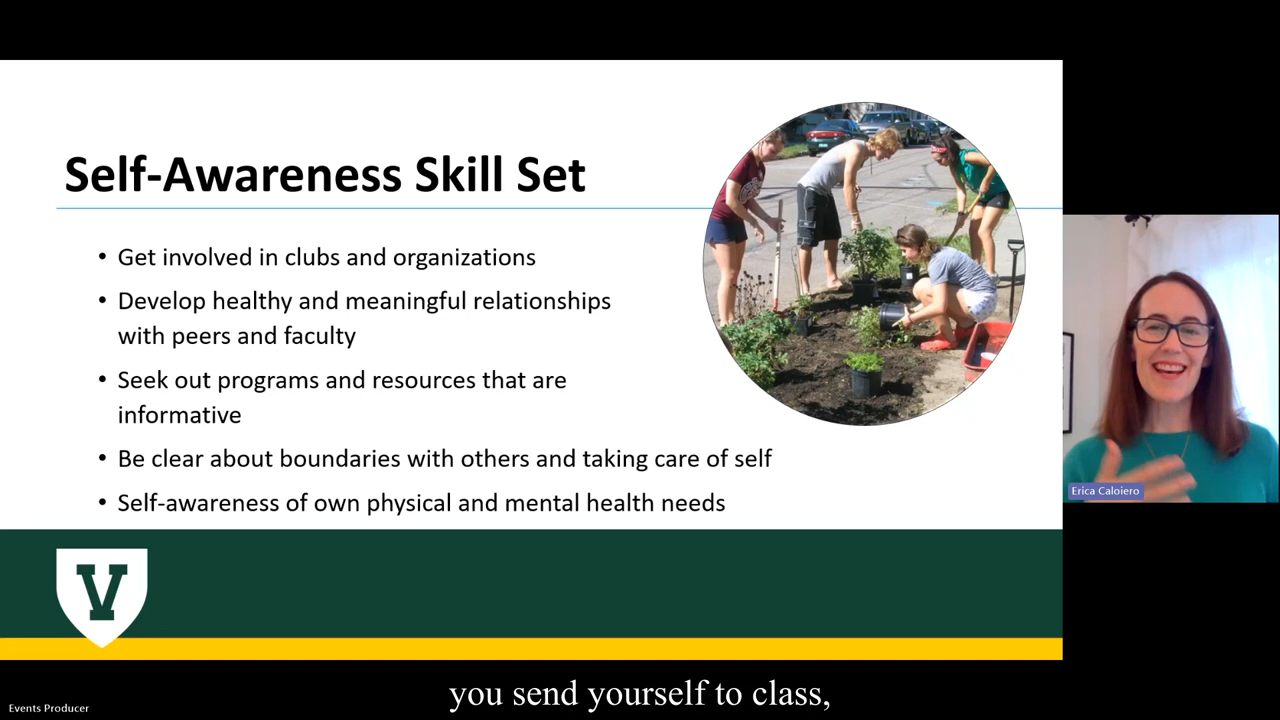 Self-Awareness Skill Set
• Get involved in clubs and organizations
• Develop healthy and meaningful relationships
with peers and faculty
• Seek out programs and resources that are
informative
• Be clear about boundaries with others and taking care of self
• Self-awareness of own physical and mental health needs
V
Erica Caloiero
you send yourself to class,
Events Producer